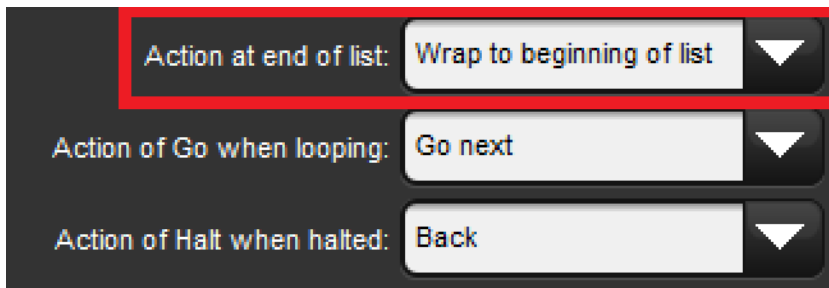 Action at end of list: Wrap to beginning of list
Action of Go when looping: Go next
Action of Halt when halted: Back